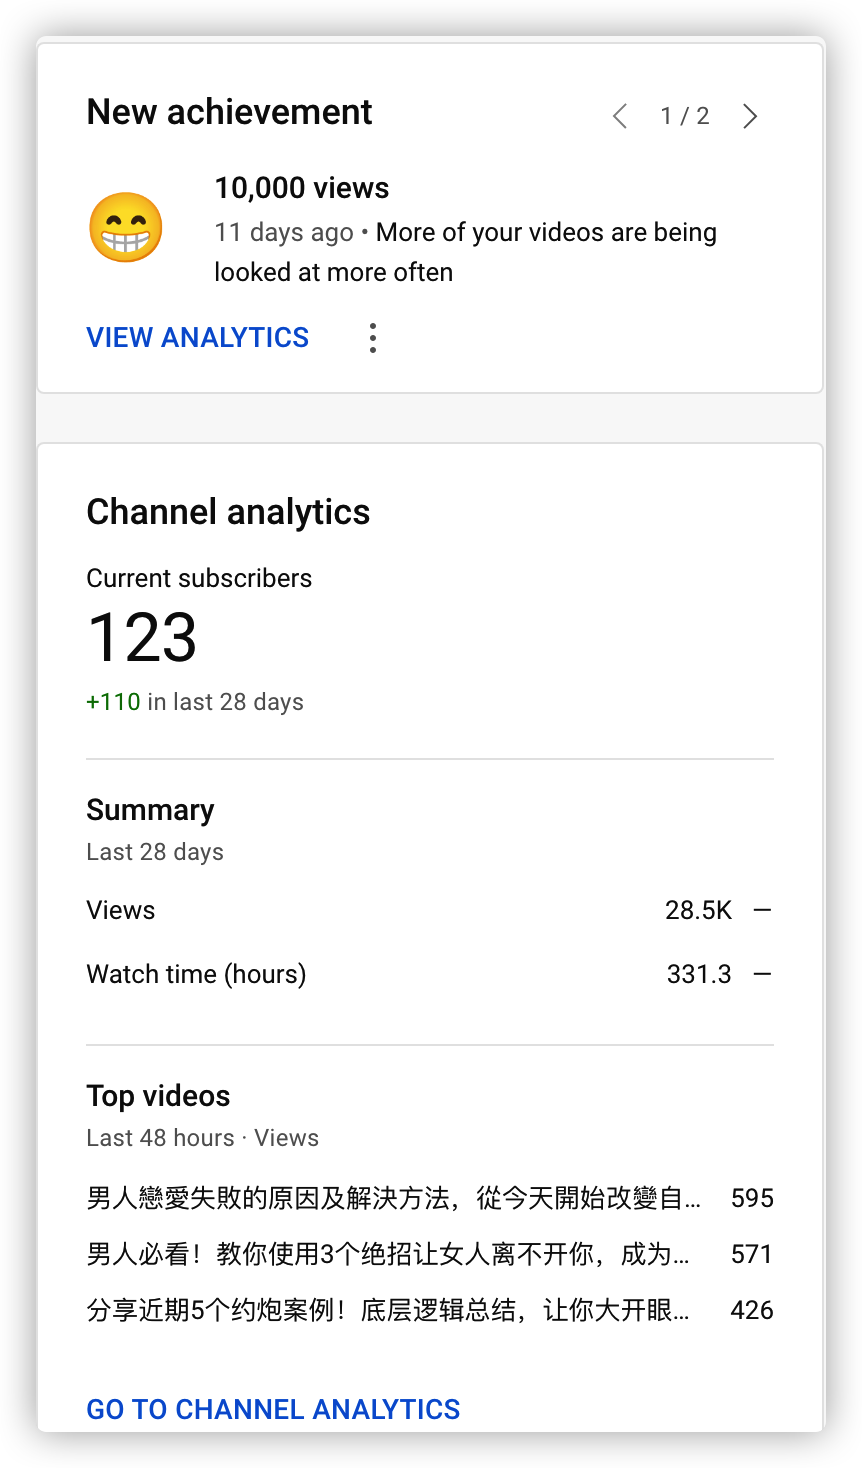 New achievement
1 / 2
10,000 views
11 days ago • More of your videos are being
looked at more often
VIEW ANALYTICS
Channel analytics
Current subscribers
123
+110 in last 28 days
Summary
Last 28 days
Views 28.5K —
Watch time (hours) 331.3 —
Top videos
Last 48 hours · Views
男人戀愛失敗的原因及解決方法，從今天開始改變自... 595
男人必看！教你使用3个绝招让女人离不开你，成为... 571
分享近期5个约炮案例！底层逻辑总结，让你大开眼... 426
GO TO CHANNEL ANALYTICS